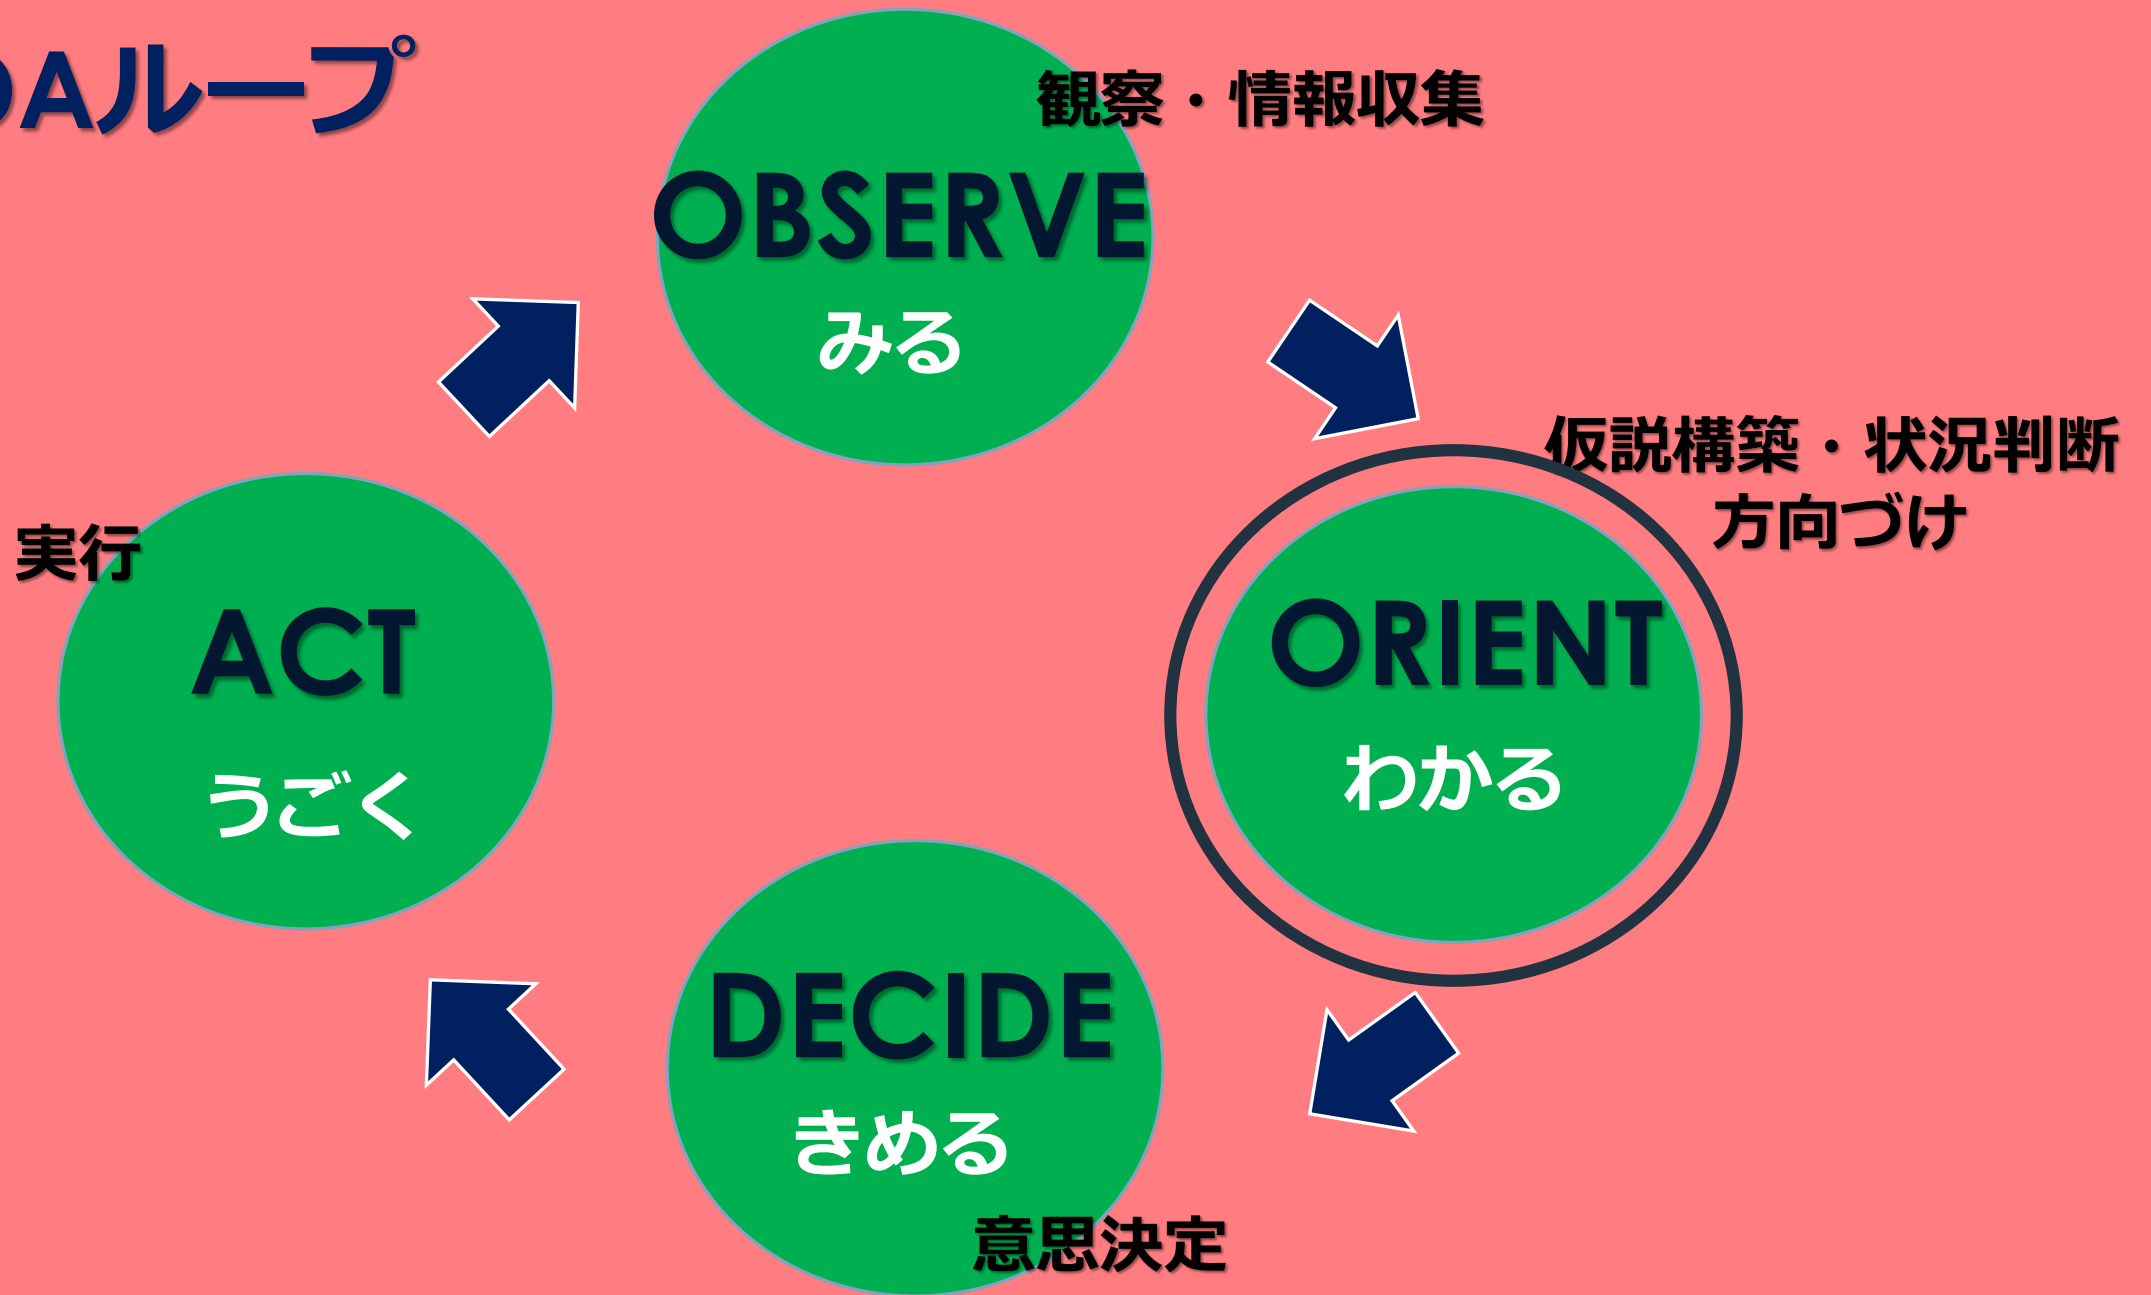 Aループ
観察・情報収集
OBSERVE
みる
仮説構築・状況判断
方向づけ
ORIENT
わかる
実行
ACT
うごく
DECIDE
きめる
意思決定